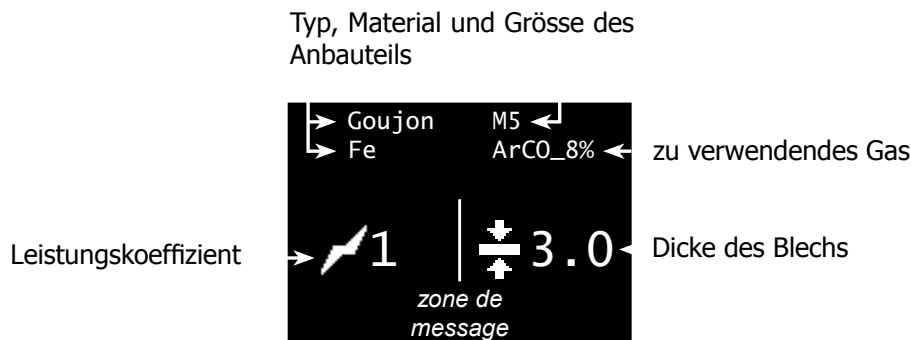 Typ, Material und Grösse des
Anbauteils
Goujon M5
Fe ArCO_8%
zu verwendendes Gas
Leistungskoeffizient
1
3.0
Dicke des Blechs
zone de
message